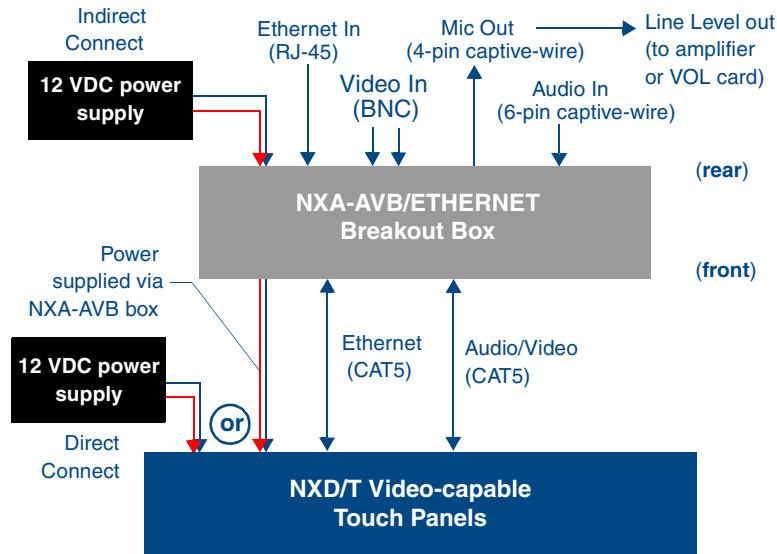 Indirect
Connect
Ethernet In
(RJ-45)
Mic Out
(4-pin captive-wire)
Line Level out
(to amplifier
or VOL card)
12 VDC power
supply
Video In
(BNC)
Audio In
(6-pin captive-wire)
(rear)
NXA-AVB/ETHERNET
Breakout Box
(front)
Power
supplied via
NXA-AVB box
Ethernet
(CAT5)
Audio/Video
(CAT5)
12 VDC power
supply
or
Direct
Connect
NXD/T Video-capable
Touch Panels